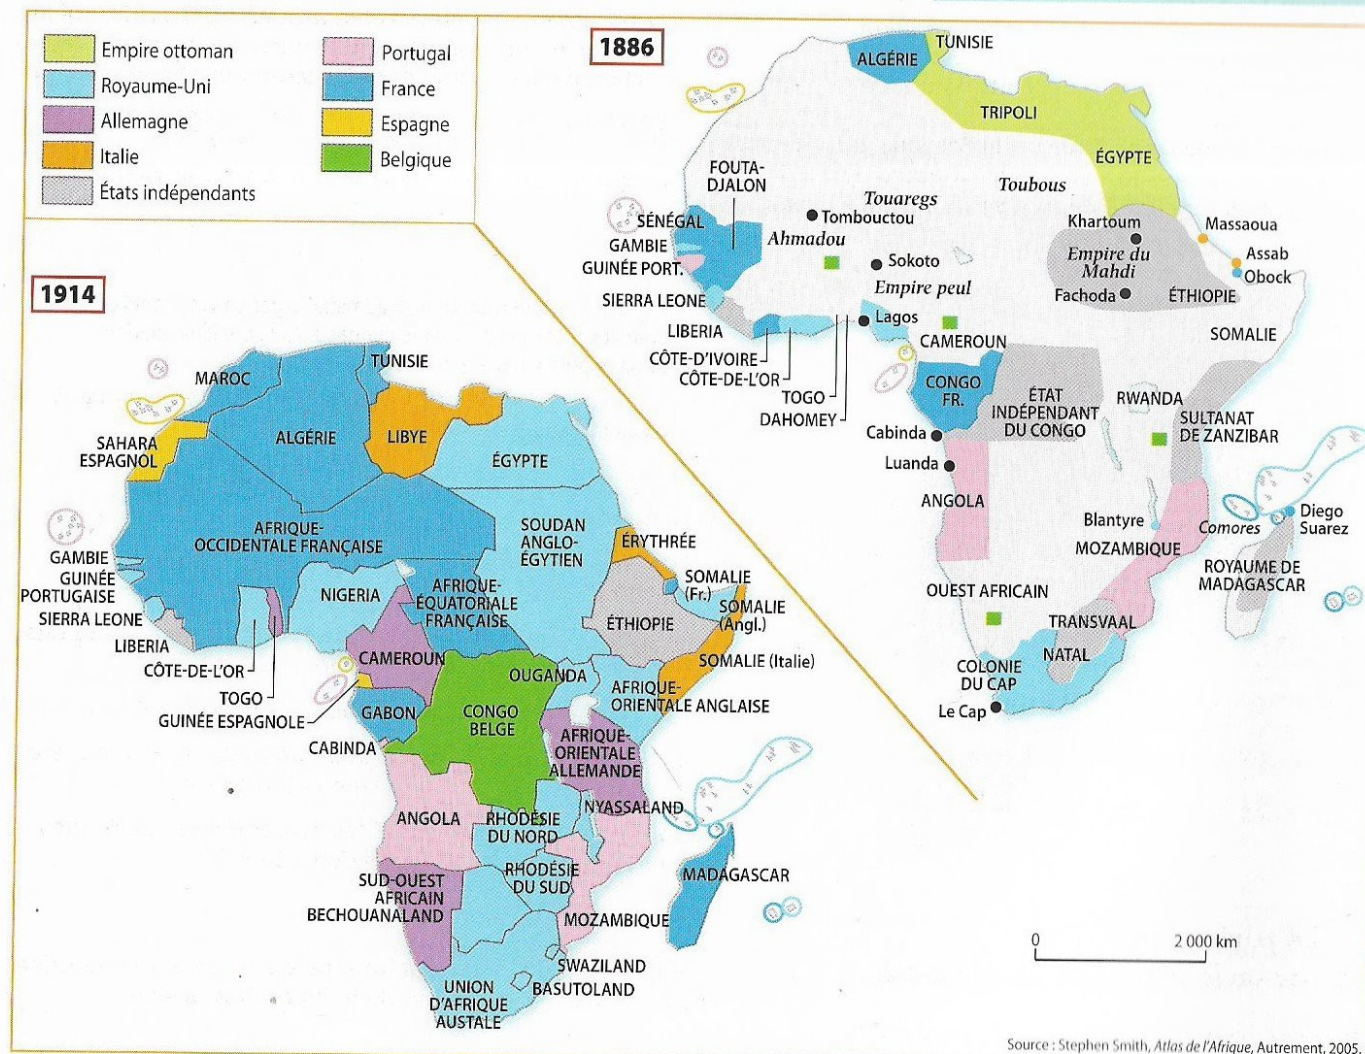 Empire ottoman
Royaume-Uni
Allemagne
Italie
États indépendants
Portugal
France
Espagne
Belgique
1886
TUNISIE
ALGÉRIE
TRIPOLI
ÉGYPTE
FOUTA-
DJALON
Toubous
Touaregs
Tombouctou
SÉNÉGAL
Ahmadou
GAMBIE
GUINÉE PORT.
Khartoum
Massaoua
Empire du
Mahdi
Assab
Obock
Sokoto
Empire peul
Fachoda
ÉTHIOPIE
SIERRA LEONE
LIBERIA
Lagos
SOMALIE
CAMEROUN
CÔTE-D'IVOIRE
CÔTE-DE-L'OR
TOGO
DAHOMEY
CONGO
FR.
ÉTAT
INDÉPENDANT
DU CONGO
RWANDA
SULTANAT
DE ZANZIBAR
Cabinda
Luanda
ANGOLA
Blantyre
MOZAMBIQUE
Comores
Diego
Suarez
ROYAUME DE
MADAGASCAR
OUEST AFRICAIN
TRANSVAAL
NATAL
COLONIE
DU CAP
Le Cap
1914
TUNISIE
MAROC
ALGÉRIE
LIBYE
ÉGYPTE
SAHARA
ESPAGNOL
AFRIQUE-
OCCIDENTALE FRANÇAISE
SOUDAN
ANGLO-
ÉGYTIEN
ÉRYTHRÉE
GAMBIE
GUINÉE
PORTUGAISE
SIERRA LEONE
LIBERIA
NIGERIA
AFRIQUE-
ÉQUATORIALE
FRANÇAISE
SOMALIE
(Fr.)
SOMALIE
(Angl.)
ÉTHIOPIE
SOMALIE (Italie)
CÔTE-DE-L'OR
TOGO
GUINÉE ESPAGNOLE
CAMEROUN
OUGANDA
AFRIQUE-
ORIENTALE ANGLAISE
GABON
CONGO
BELGE
CABINDA
AFRIQUE-
ORIENTALE
ALLEMANDE
ANGOLA
RHODÉSIE
DU NORD
NYASSALAND
RHODÉSIE
DU SUD
SUD-OUEST
AFRICAIN
BECHOUANALAND
MOZAMBIQUE
MADAGASCAR
SWAZILAND
BASUTOLAND
UNION
D'AFRIQUE
AUSTALE
0 2 000 km
Source : Stephen Smith, Atlas de l'Afrique, Autrement, 2005.